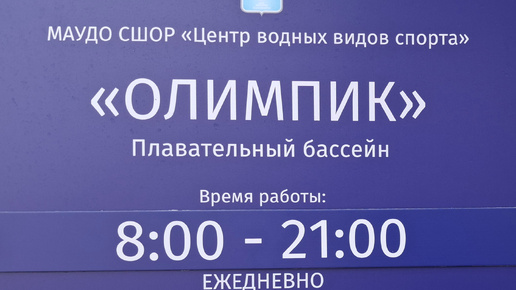 МАУДО СШОР «Центр водных видов спорта»
«ОЛИМПИК»
Плавательный бассейн
Время работы:
8:00 - 21:00
ЕЖЕДНЕВНО